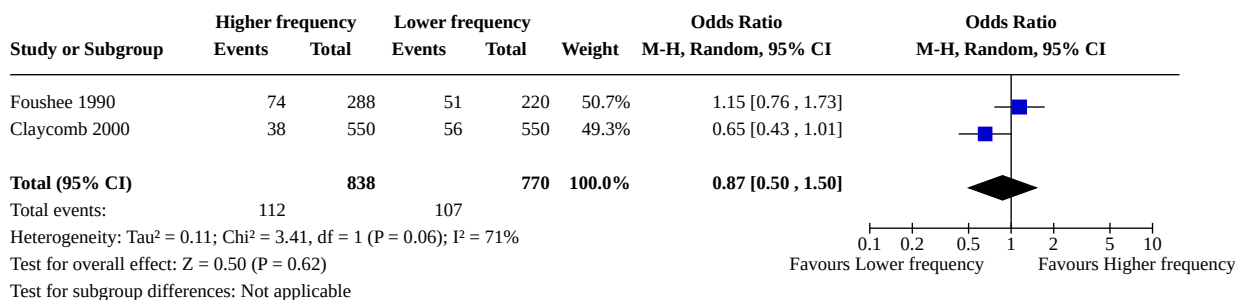 Higher frequency Lower frequency Odds Ratio Odds Ratio
Study or Subgroup Events Total Events Total Weight M-H, Random, 95% CI M-H, Random, 95% CI
Foushee 1990 74 288 51 220 50.7% 1.15 [0.76 , 1.73]
Claycomb 2000 38 550 56 550 49.3% 0.65 [0.43 , 1.01]
Total (95% CI) 838 770 100.0% 0.87 [0.50 , 1.50]
Total events: 112 107
Heterogeneity: Tau² = 0.11; Chi² = 3.41, df = 1 (P = 0.06); I² = 71%
0.1 0.2 0.5 1 2 5 10
Test for overall effect: Z = 0.50 (P = 0.62) Favours Lower frequency Favours Higher frequency
Test for subgroup differences: Not applicable